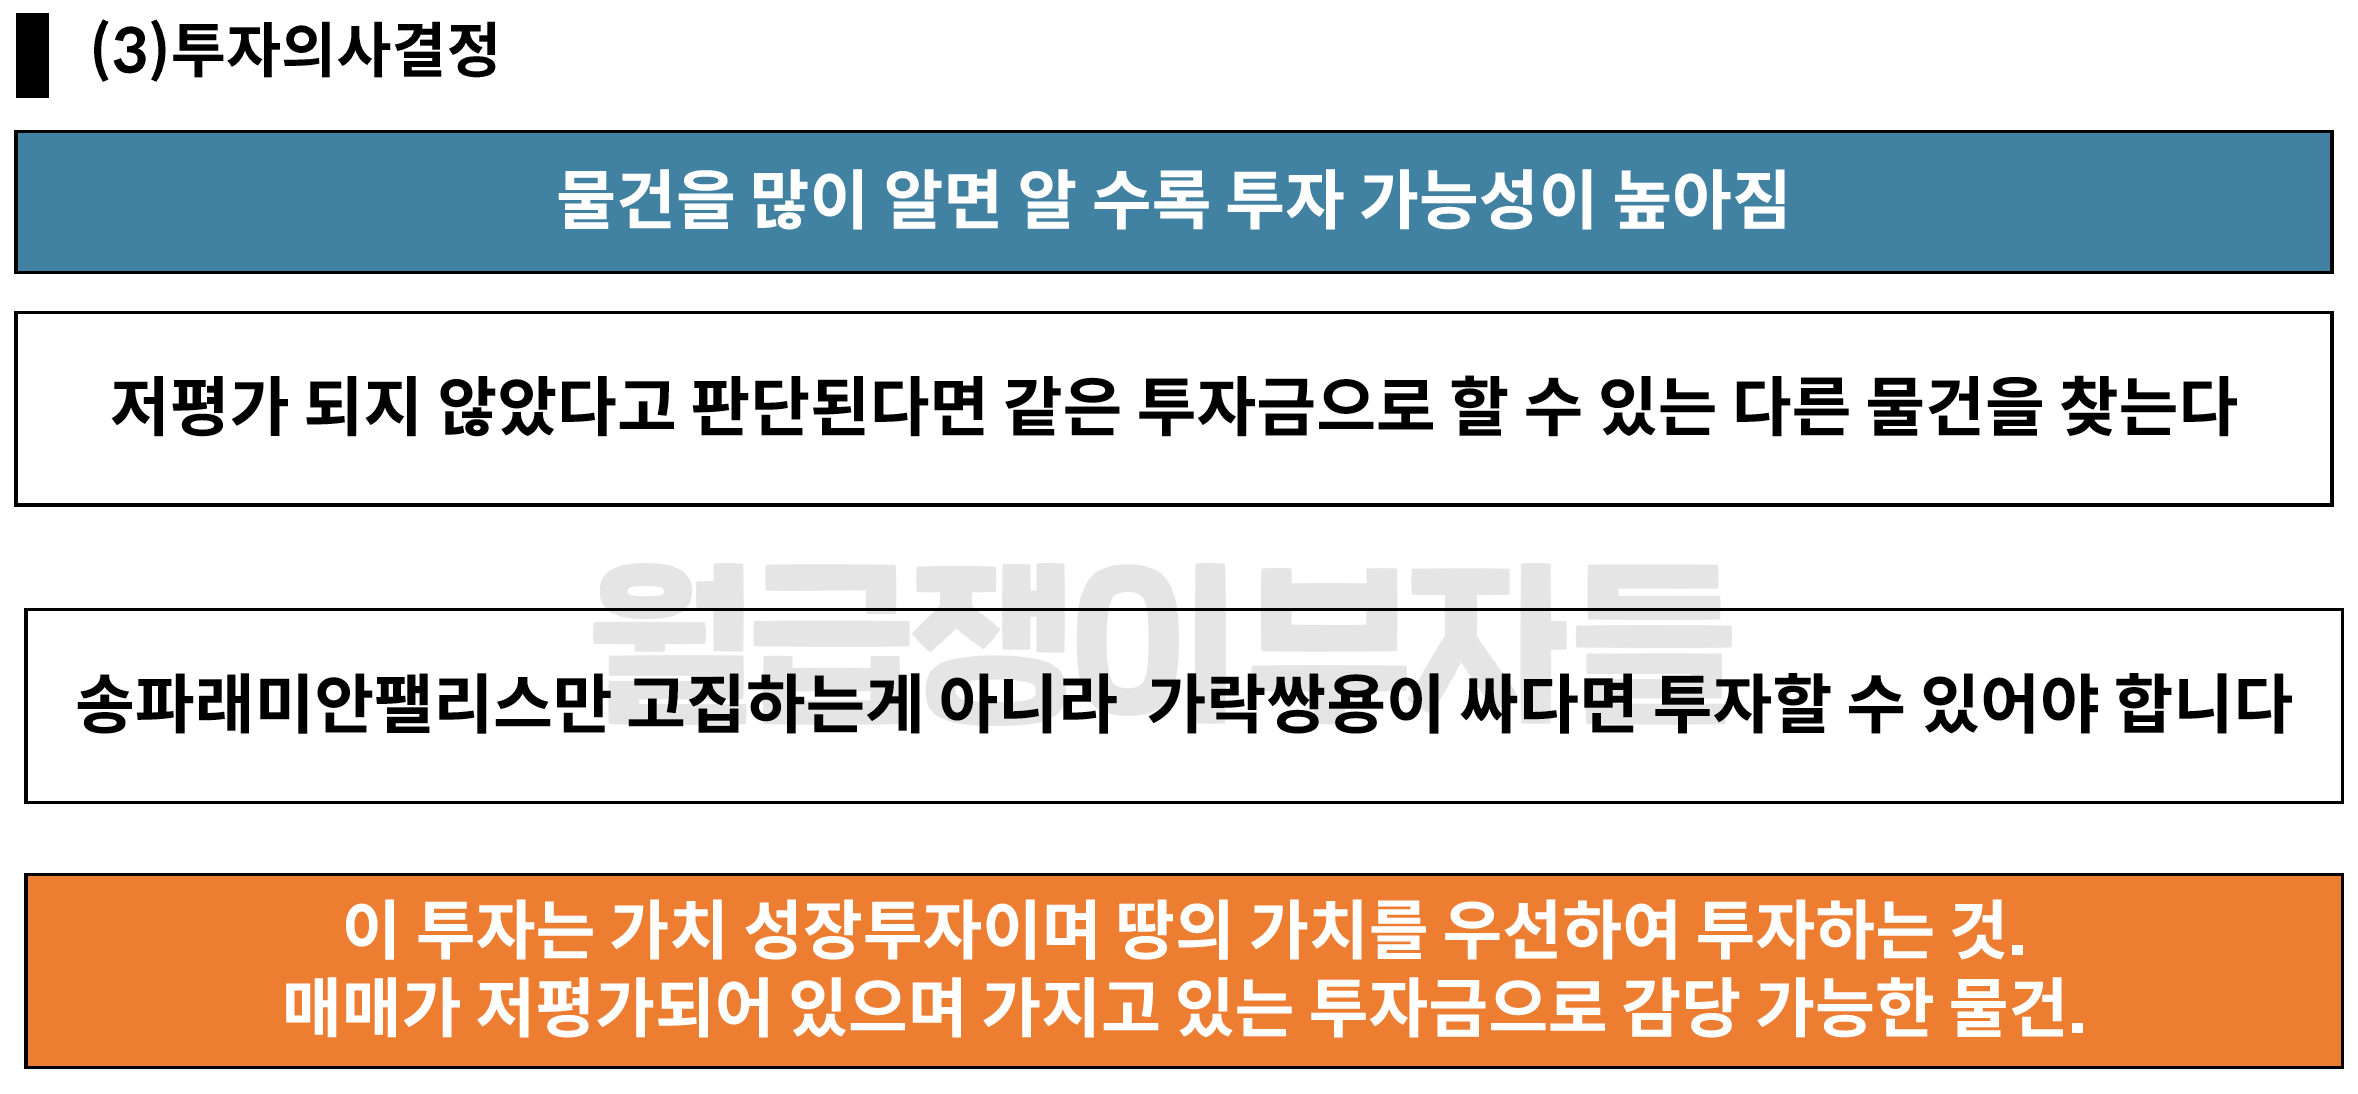 (3)투자의사결정
물건을 많이 알면 알 수록 투자 가능성이 높아짐
저평가 되지 않았다고 판단된다면 같은 투자금으로 할 수 있는 다른 물건을 찾는다
월급쟁이부자들
송파래미안팰리스만 고집하는게 아니라  가락쌍용이 싸다면 투자할 수 있어야 합니다
이 투자는 가치 성장투자이며 땅의 가치를 우선하여 투자하는 것.
매매가 저평가되어 있으며 가지고 있는 투자금으로 감당 가능한 물건.